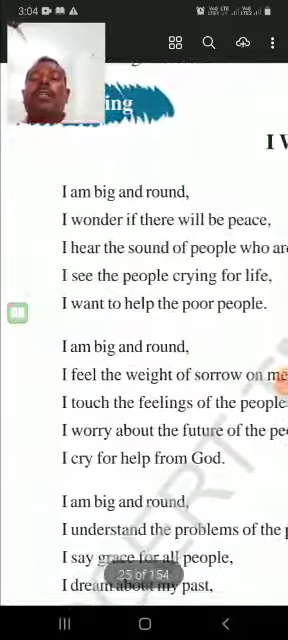 3:04
ing
I W
I am big and round,
I wonder if there will be peace,
I hear the sound of people who are
I see the people crying for life,
I want to help the poor people.
I am big and round,
I feel the weight of sorrow on me
I touch the feelings of the people
I worry about the future of the
I cry for help from God.
I am big and round,
I understand the problems of the
I say grace for all people,
25 of 154
I dream about my past,